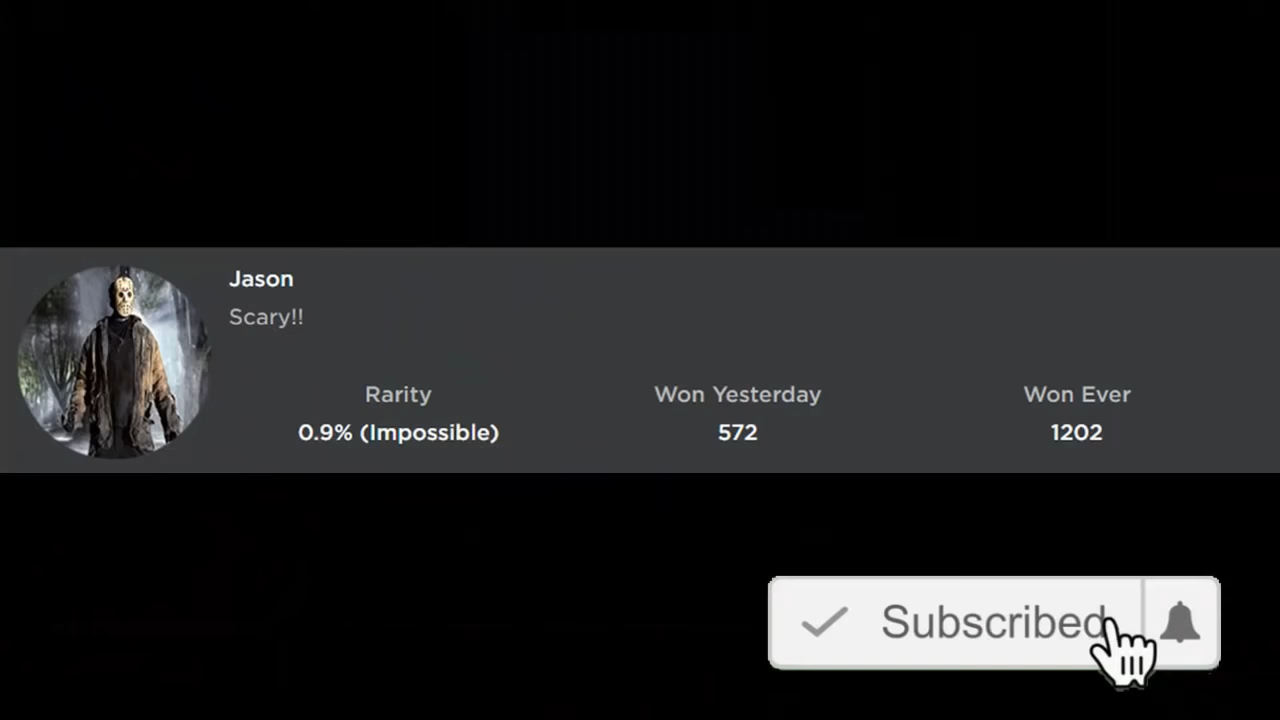 Jason
Scary!!
Rarity Won Yesterday Won Ever
0.9% (Impossible) 572 1202
Subscribed